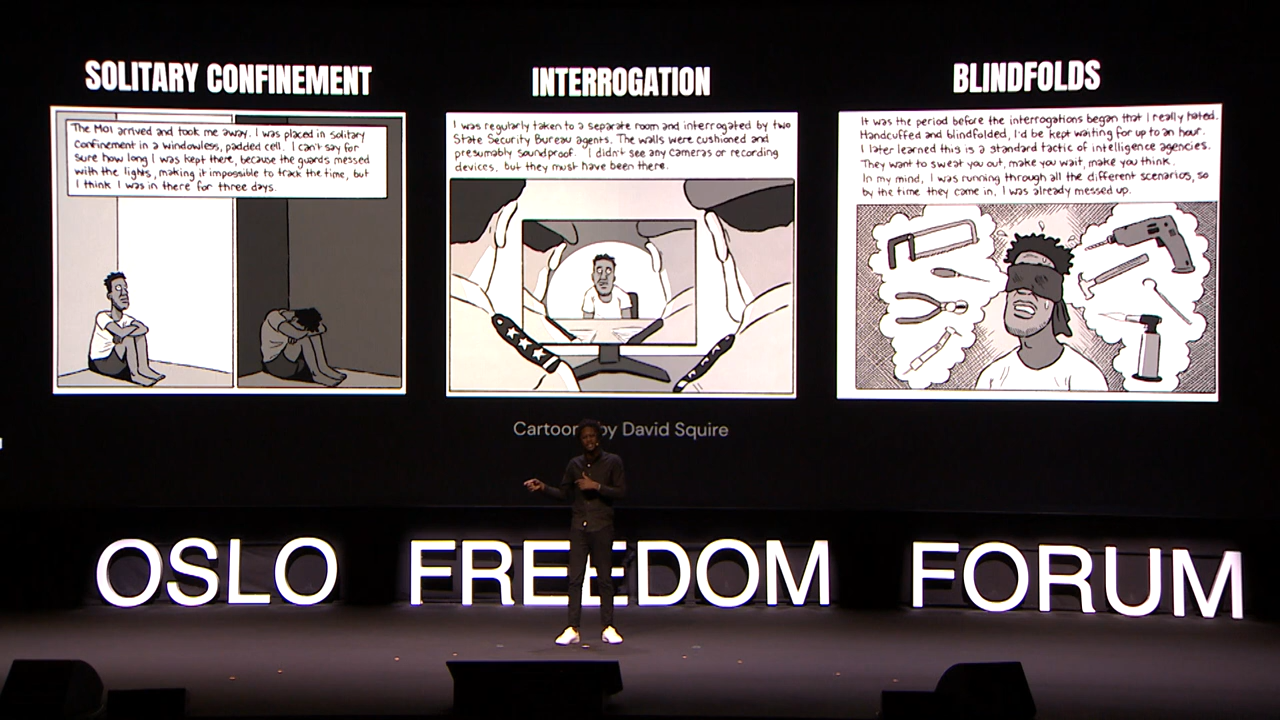 SOLITARY CONFINEMENT
The MOI arrived and took me away. I was placed in solitary
Confinement in a windowless, padded cell. I can't say for
sure how long I was kept there, because the guards messed
with the lights, making it impossible to track the time, but
I think I was in there for three days.
INTERROGATION
I was regularly taken to a separate room and interrogated by two
State Security Bureau agents. The walls were cushioned and
presumably soundproof. I didn't see any cameras or recording
devices, but they must have been there.
BLINDFOLDS
It was the period before the interrogations began that I really hated.
Handcuffed and blindfolded, I'd be kept waiting for up to an hour.
I later learned this is a standard tactic of intelligence agencies.
They want to sweat you out, make you wait, make you think.
In my mind, I was running through all the different scenarios, so
by the time they came in, I was already messed up.
Cartoon by David Squire
OSLO FREEDOM FORUM